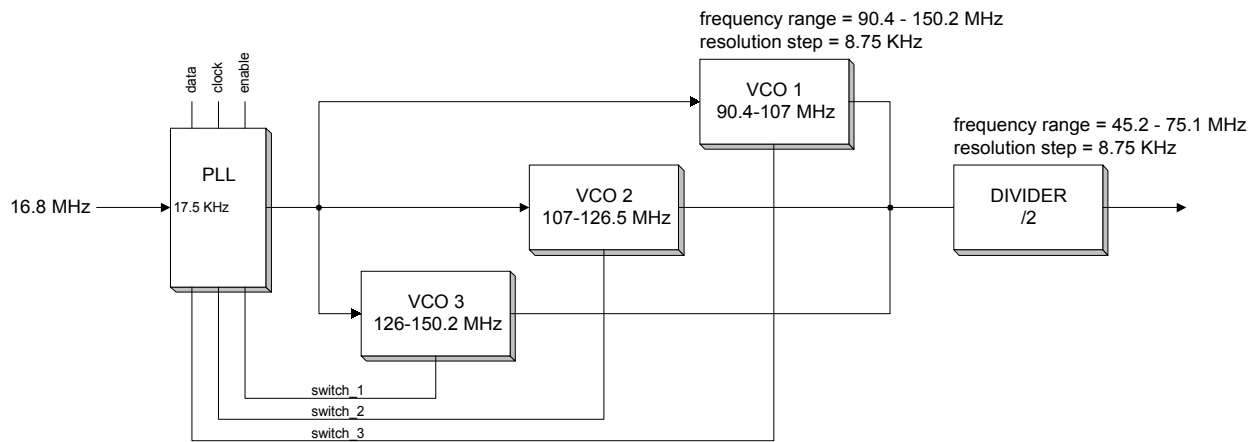 frequency range = 90.4 - 150.2 MHz
resolution step = 8.75 KHz
data
clock
enable
VCO 1
90.4-107 MHz
frequency range = 45.2 - 75.1 MHz
resolution step = 8.75 KHz
PLL
16.8 MHz
17.5 KHz
VCO 2
107-126.5 MHz
DIVIDER
/2
VCO 3
126-150.2 MHz
switch_1
switch_2
switch_3